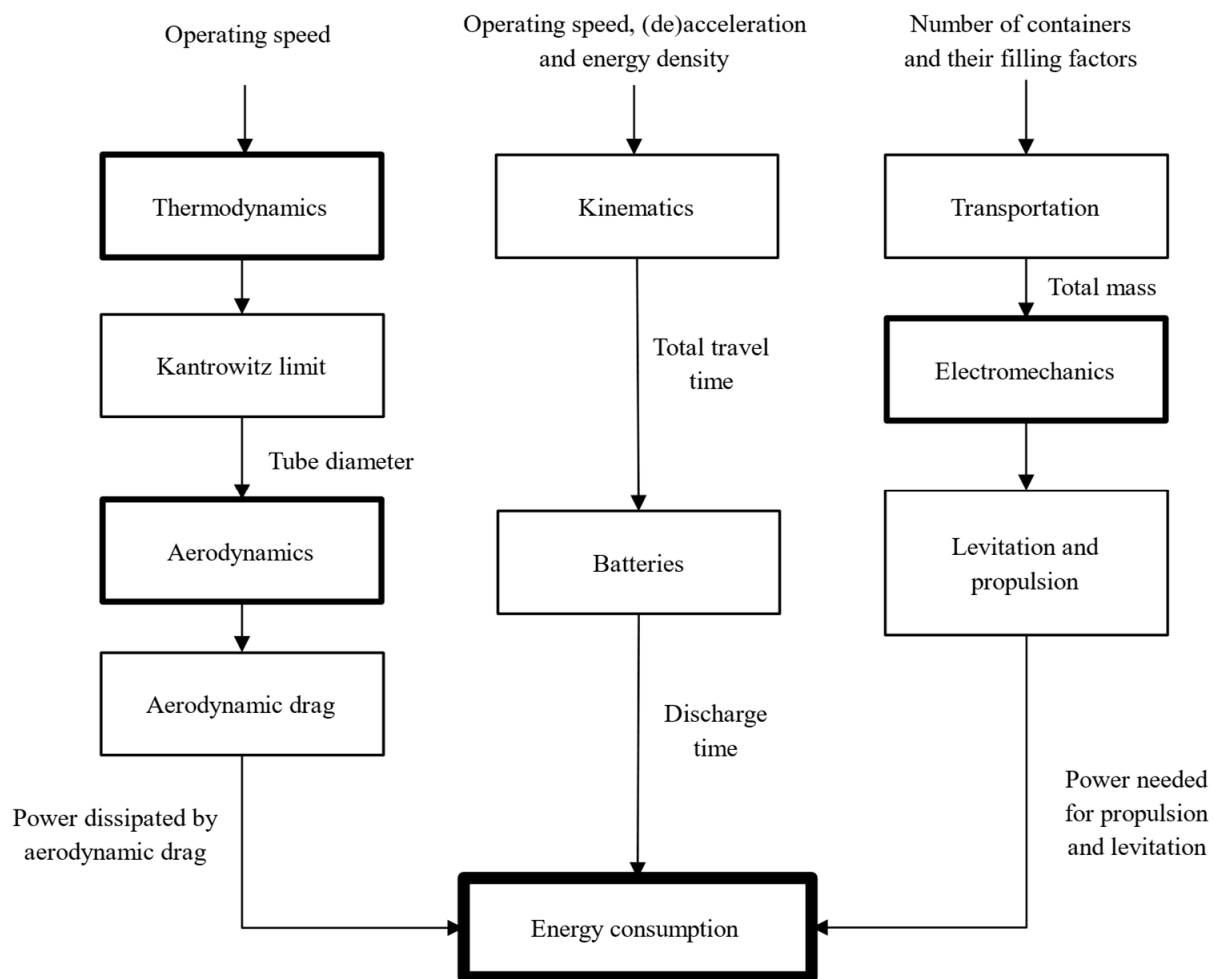 Operating speed
Operating speed, (de)acceleration
and energy density
Number of containers
and their filling factors
Thermodynamics
Kinematics
Transportation
Total mass
Kantrowitz limit
Total travel
time
Electromechanics
Tube diameter
Aerodynamics
Batteries
Levitation and
propulsion
Aerodynamic drag
Discharge
time
Power dissipated by
aerodynamic drag
Power needed
for propulsion
and levitation
Energy consumption